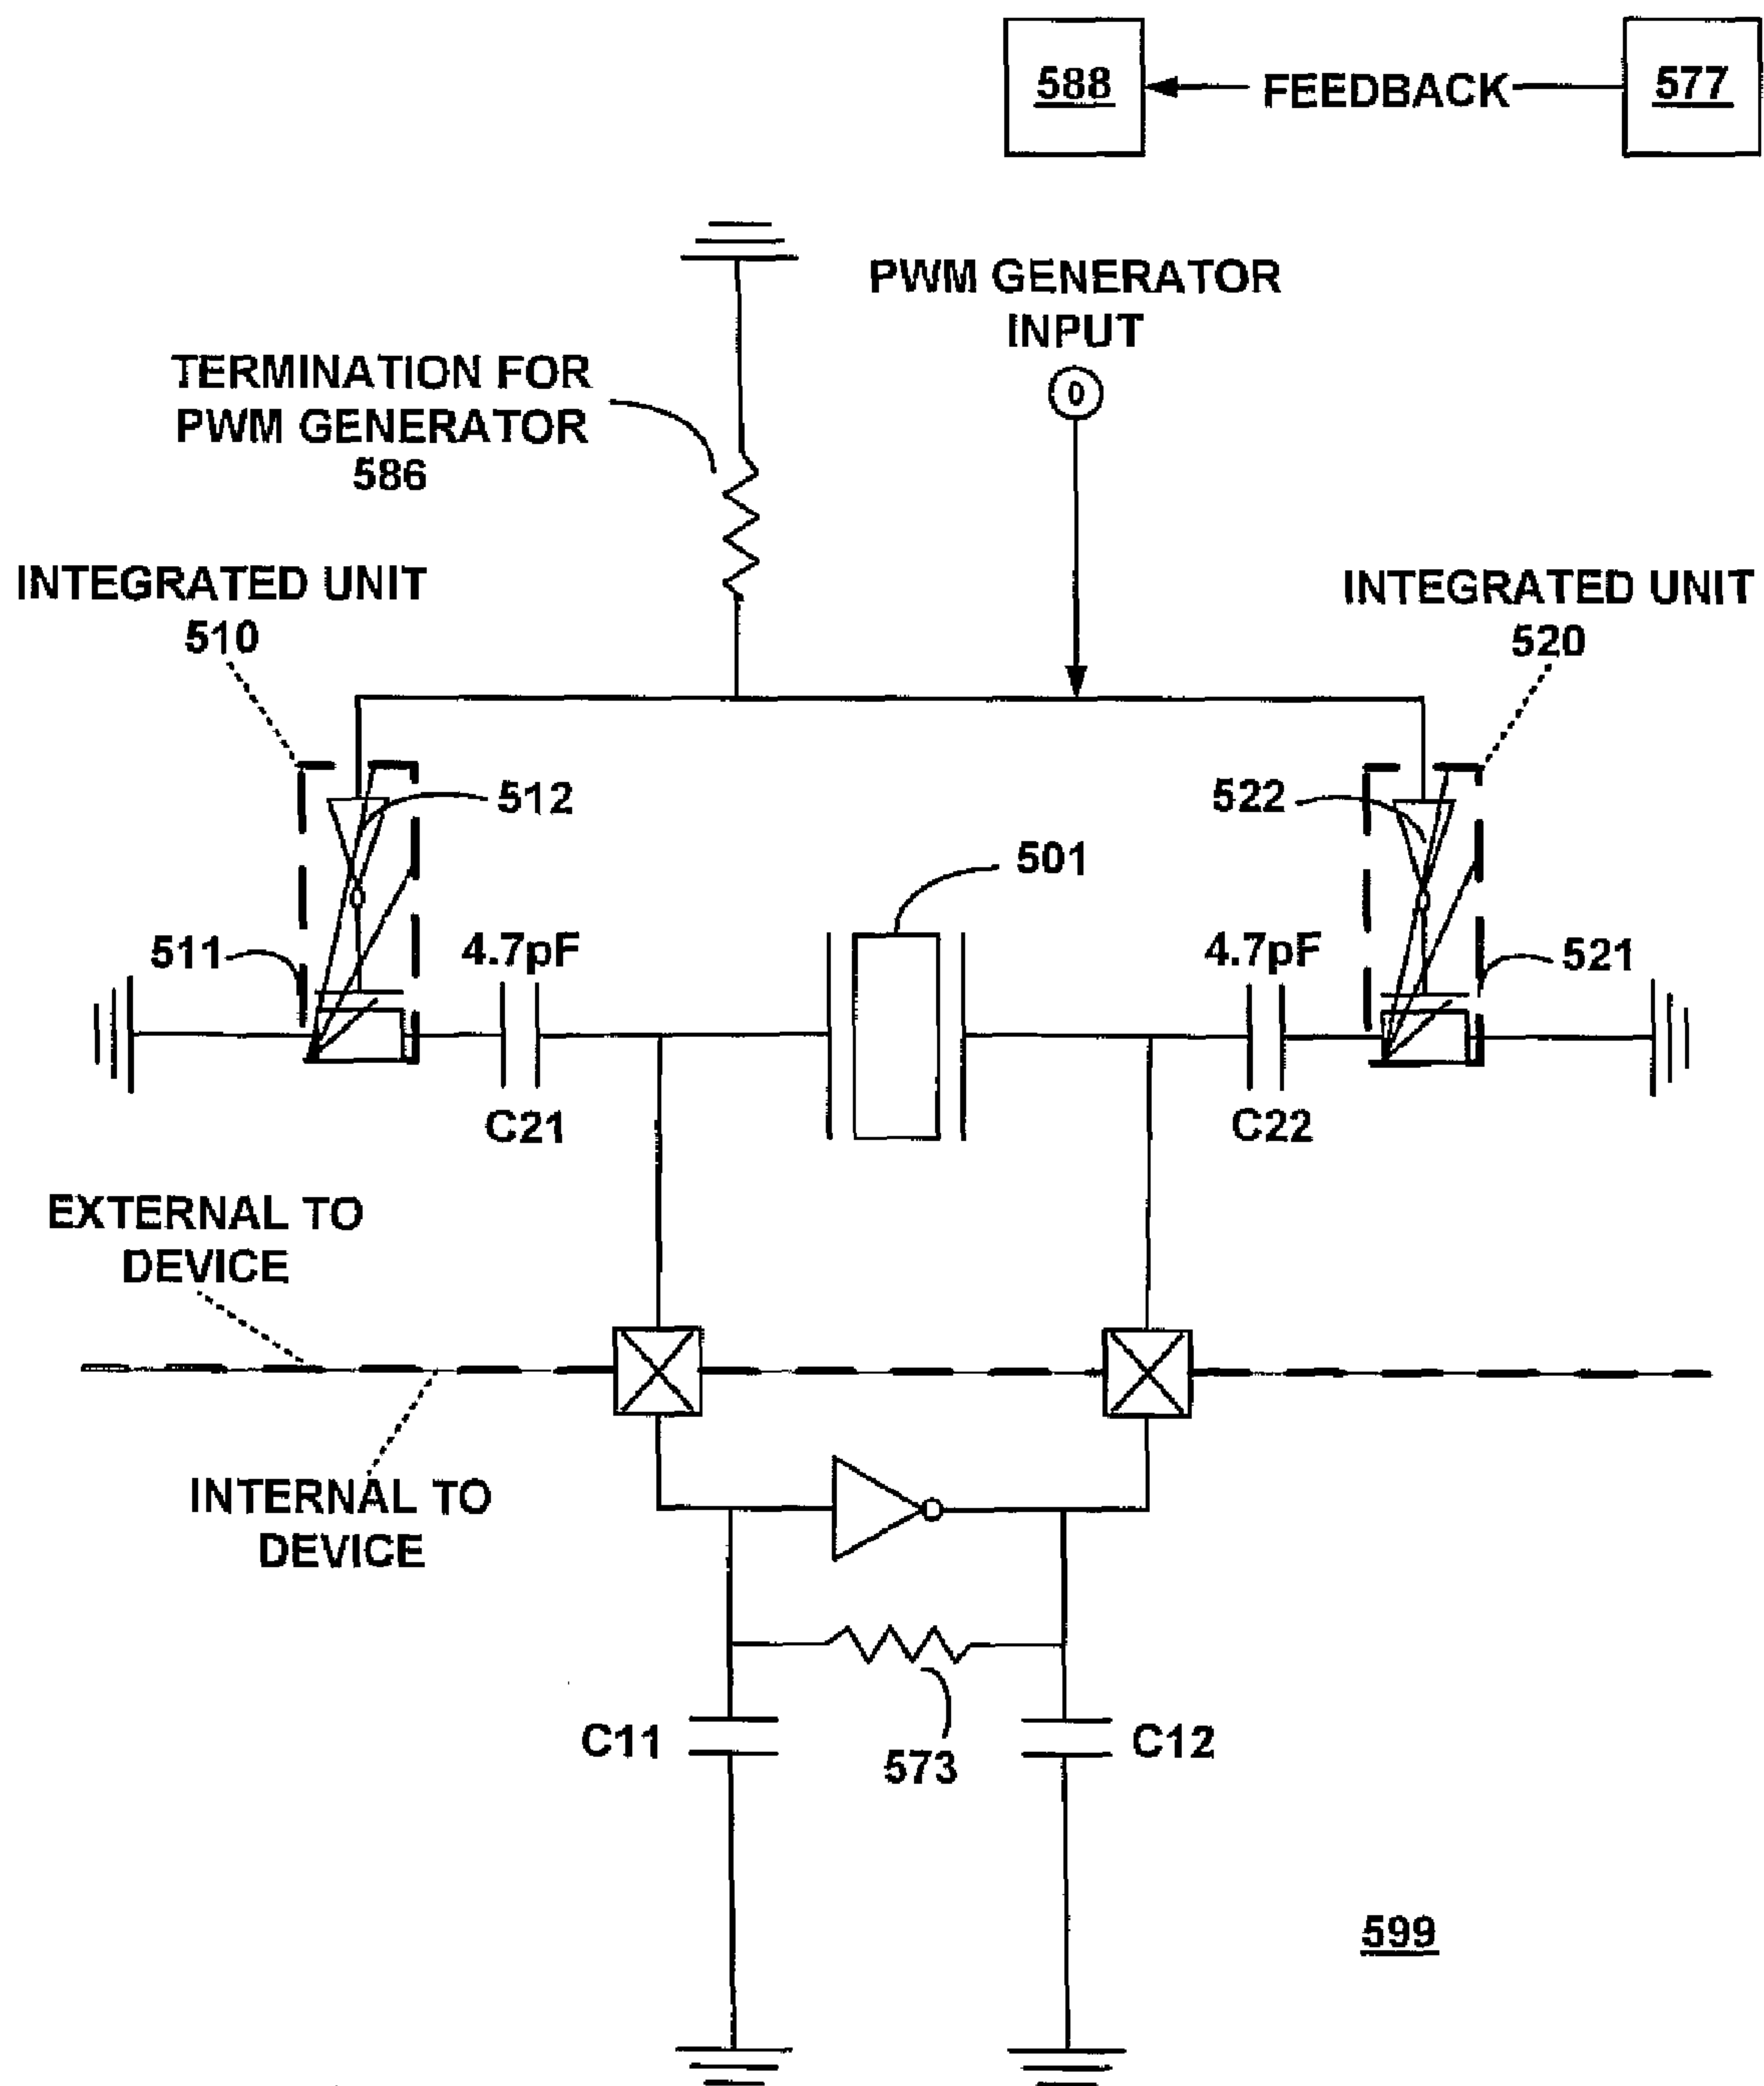 588
FEEDBACK
577
PWM GENERATOR
INPUT
0
TERMINATION FOR
PWM GENERATOR
586
INTEGRATED UNIT
510
INTEGRATED UNIT
520
512
522
501
511
4.7pF
4.7pF
521
C21
C22
EXTERNAL TO
DEVICE
INTERNAL TO
DEVICE
C11
573
C12
599